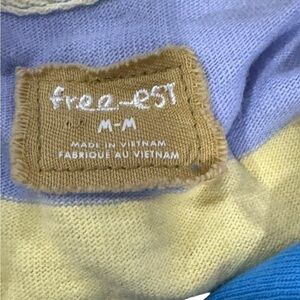 free-est
M-M
MADE IN VIETNAM
FABRIQUÉ AU VIETNAM